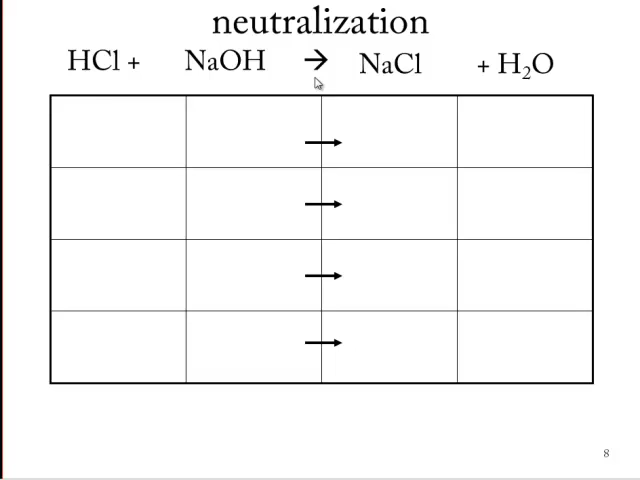 neutralization
HCl + NaOH → NaCl + H₂O
8